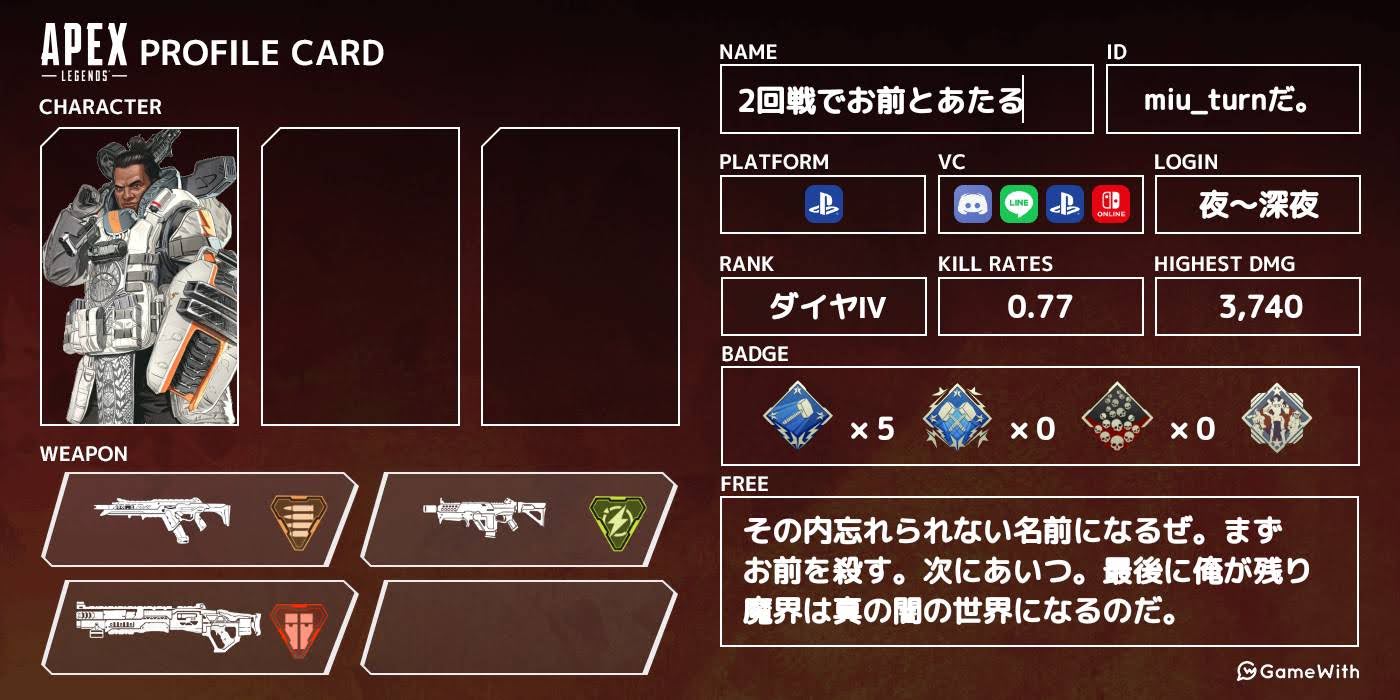 APEX LEGENDS PROFILE CARD
CHARACTER
WEAPON
NAME
2回戦でお前とあたる
ID
miu_turnだ。
PLATFORM
VC
LINE
ONLINE
LOGIN
夜〜深夜
RANK
ダイヤIV
KILL RATES
0.77
HIGHEST DMG
3,740
BADGE
x 5
x 0
x 0
FREE
その内忘れられない名前になるぜ。まず
お前を殺す。次にあいつ。最後に俺が残り
魔界は真の闇の世界になるのだ。
GameWith